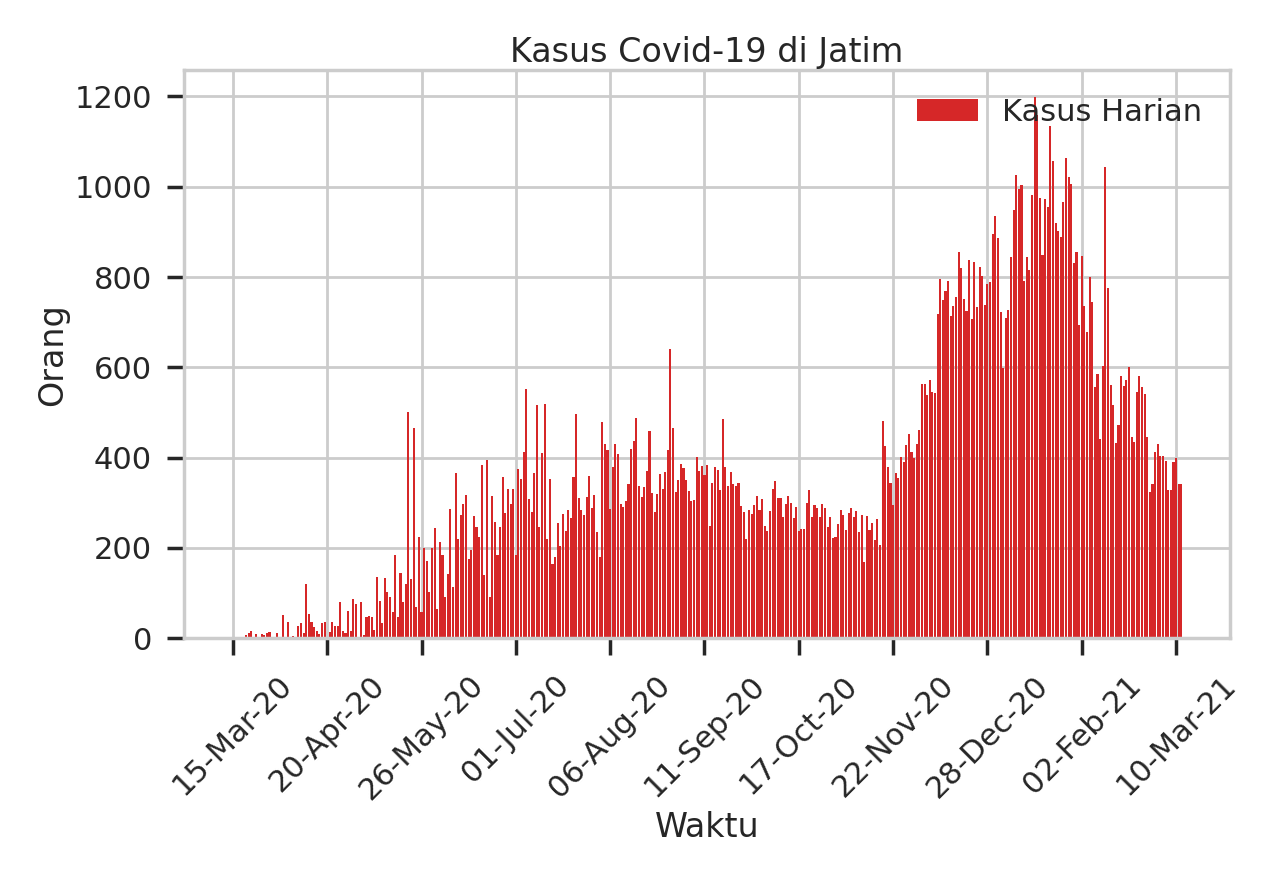 Kasus Covid-19 di Jatim
Kasus Harian
1200
1000
800
600
400
200
0
Orang
15-Mar-20
20-Apr-20
26-May-20
01-Jul-20
06-Aug-20
11-Sep-20
17-Oct-20
22-Nov-20
28-Dec-20
02-Feb-21
10-Mar-21
Waktu